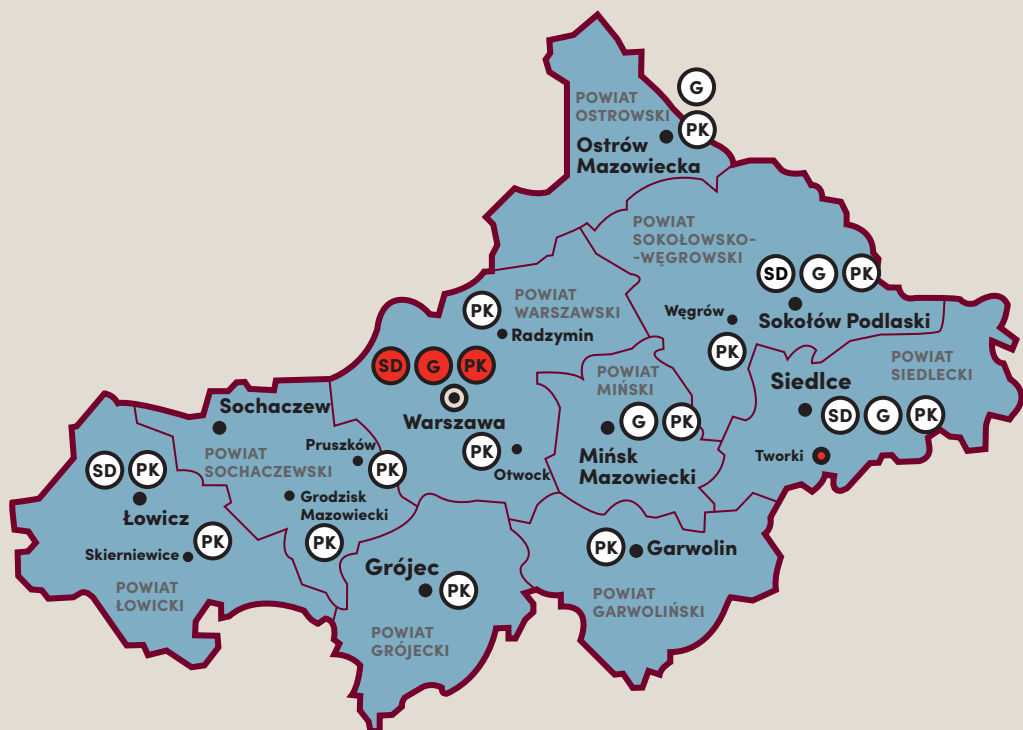 G
POWIAT
OSTROWSKI
PK
Ostrów
Mazowiecka
POWIAT
SOKOŁOWSKO-
-WĘGROWSKI
SD G PK
POWIAT
WARSZAWSKI
PK
Radzymin
Węgrów
Sokołów Podlaski
PK
SD G PK
Warszawa
PK
Otwock
POWIAT
MIŃSKI
G PK
Mińsk
Mazowiecki
POWIAT
SIEDLECKI
Siedlce
SD G PK
Tworki
Sochaczew
POWIAT
SOCHACZEWSKI
Pruszków
PK
Grodzisk
Mazowiecki
PK
SD PK
Łowicz
PK
Skierniewice
POWIAT
ŁOWICKI
Grójec
PK
POWIAT
GRÓJECKI
PK
Garwolin
POWIAT
GARWOLIŃSKI